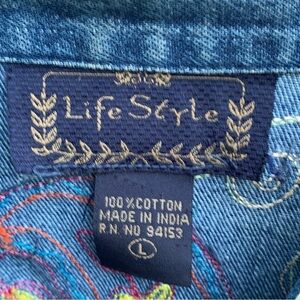 Life Style
100% COTTON
MADE IN INDIA
R.N. NO 94153
L